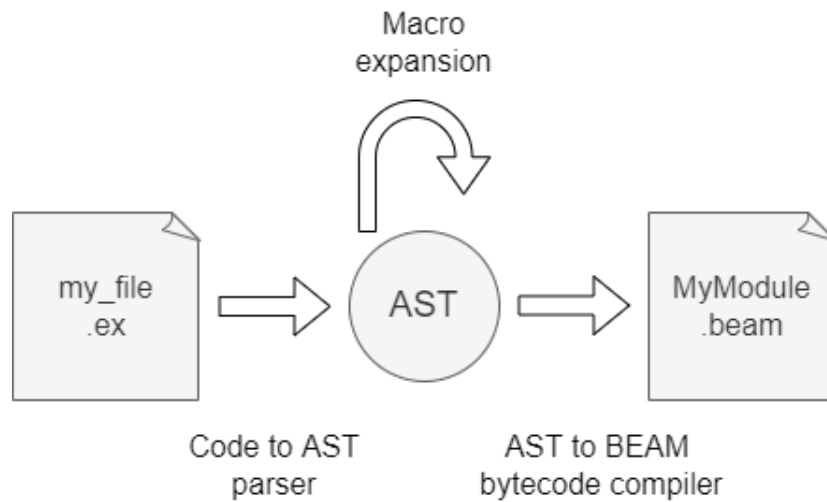 Macro
expansion
my_file
.ex
AST
MyModule
.beam
Code to AST
parser
AST to BEAM
bytecode compiler